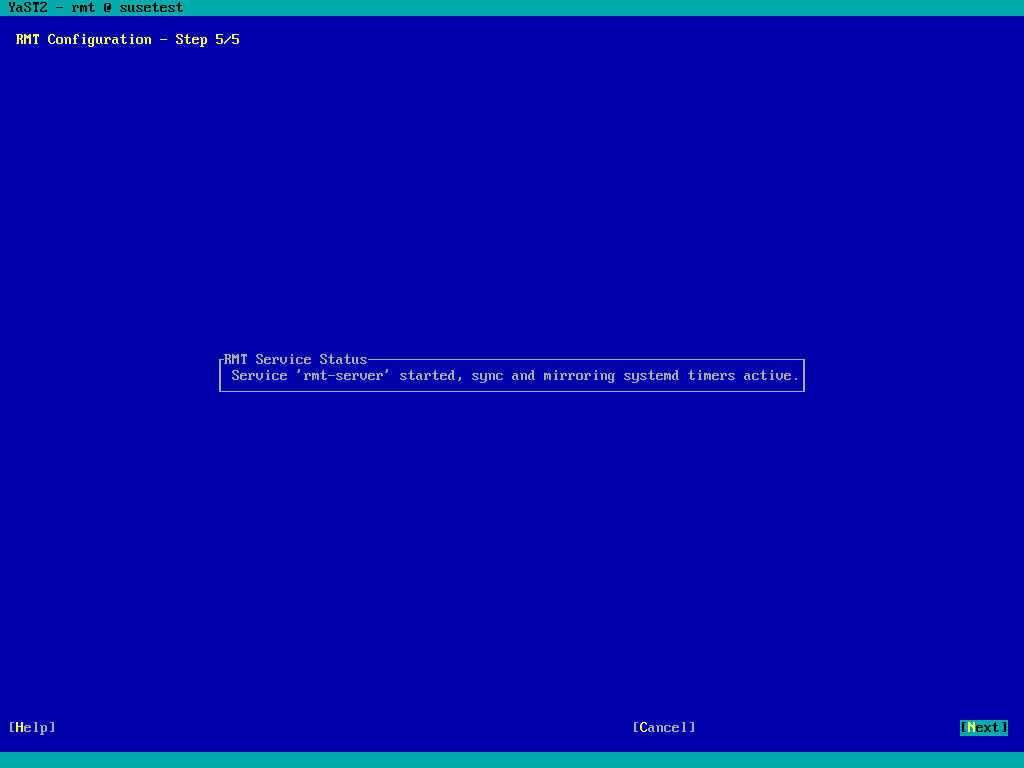 YaST2 - rmt @ susetest
RMT Configuration - Step 5/5
RMT Service Status
Service 'rmt-server' started, sync and mirroring systemd timers active.
[Help] [Cancel] [Next]